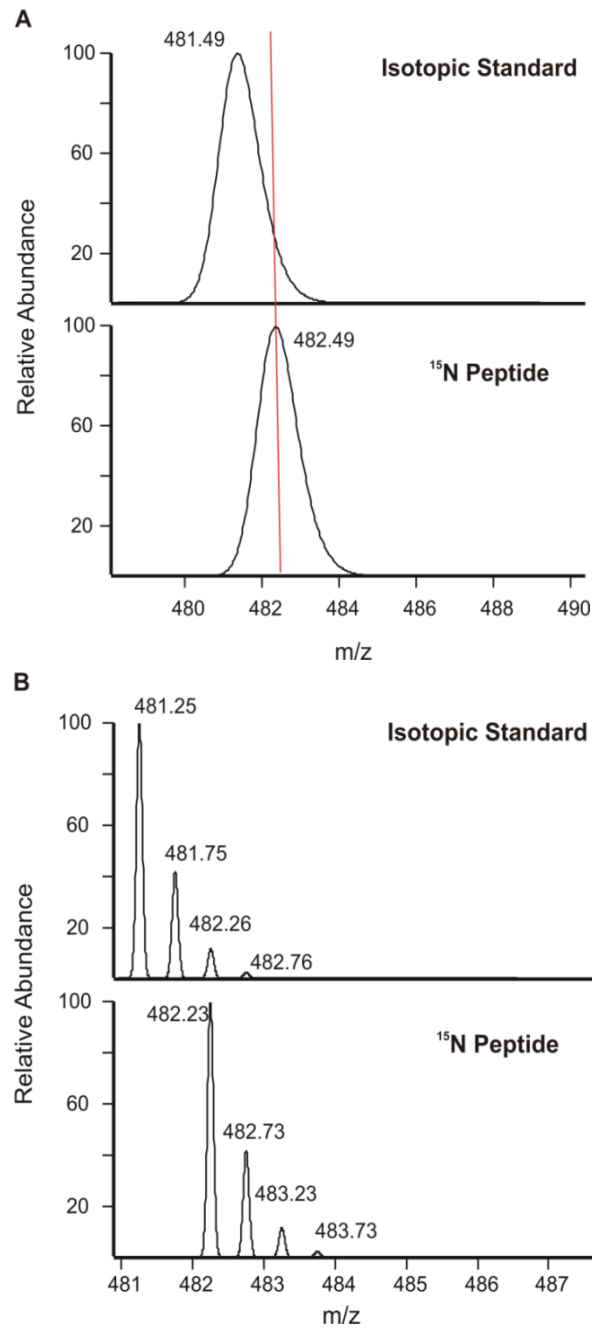 A
481.49
Isotopic Standard
100
60
20
Relative Abundance
100
482.49
¹⁵N Peptide
60
20
480 482 484 486 488 490
m/z
B
481.25
100
Isotopic Standard
481.75
60
482.26
20
482.76
Relative Abundance
100
482.23
¹⁵N Peptide
60
482.73
483.23
20
483.73
481 482 483 484 485 486 487
m/z